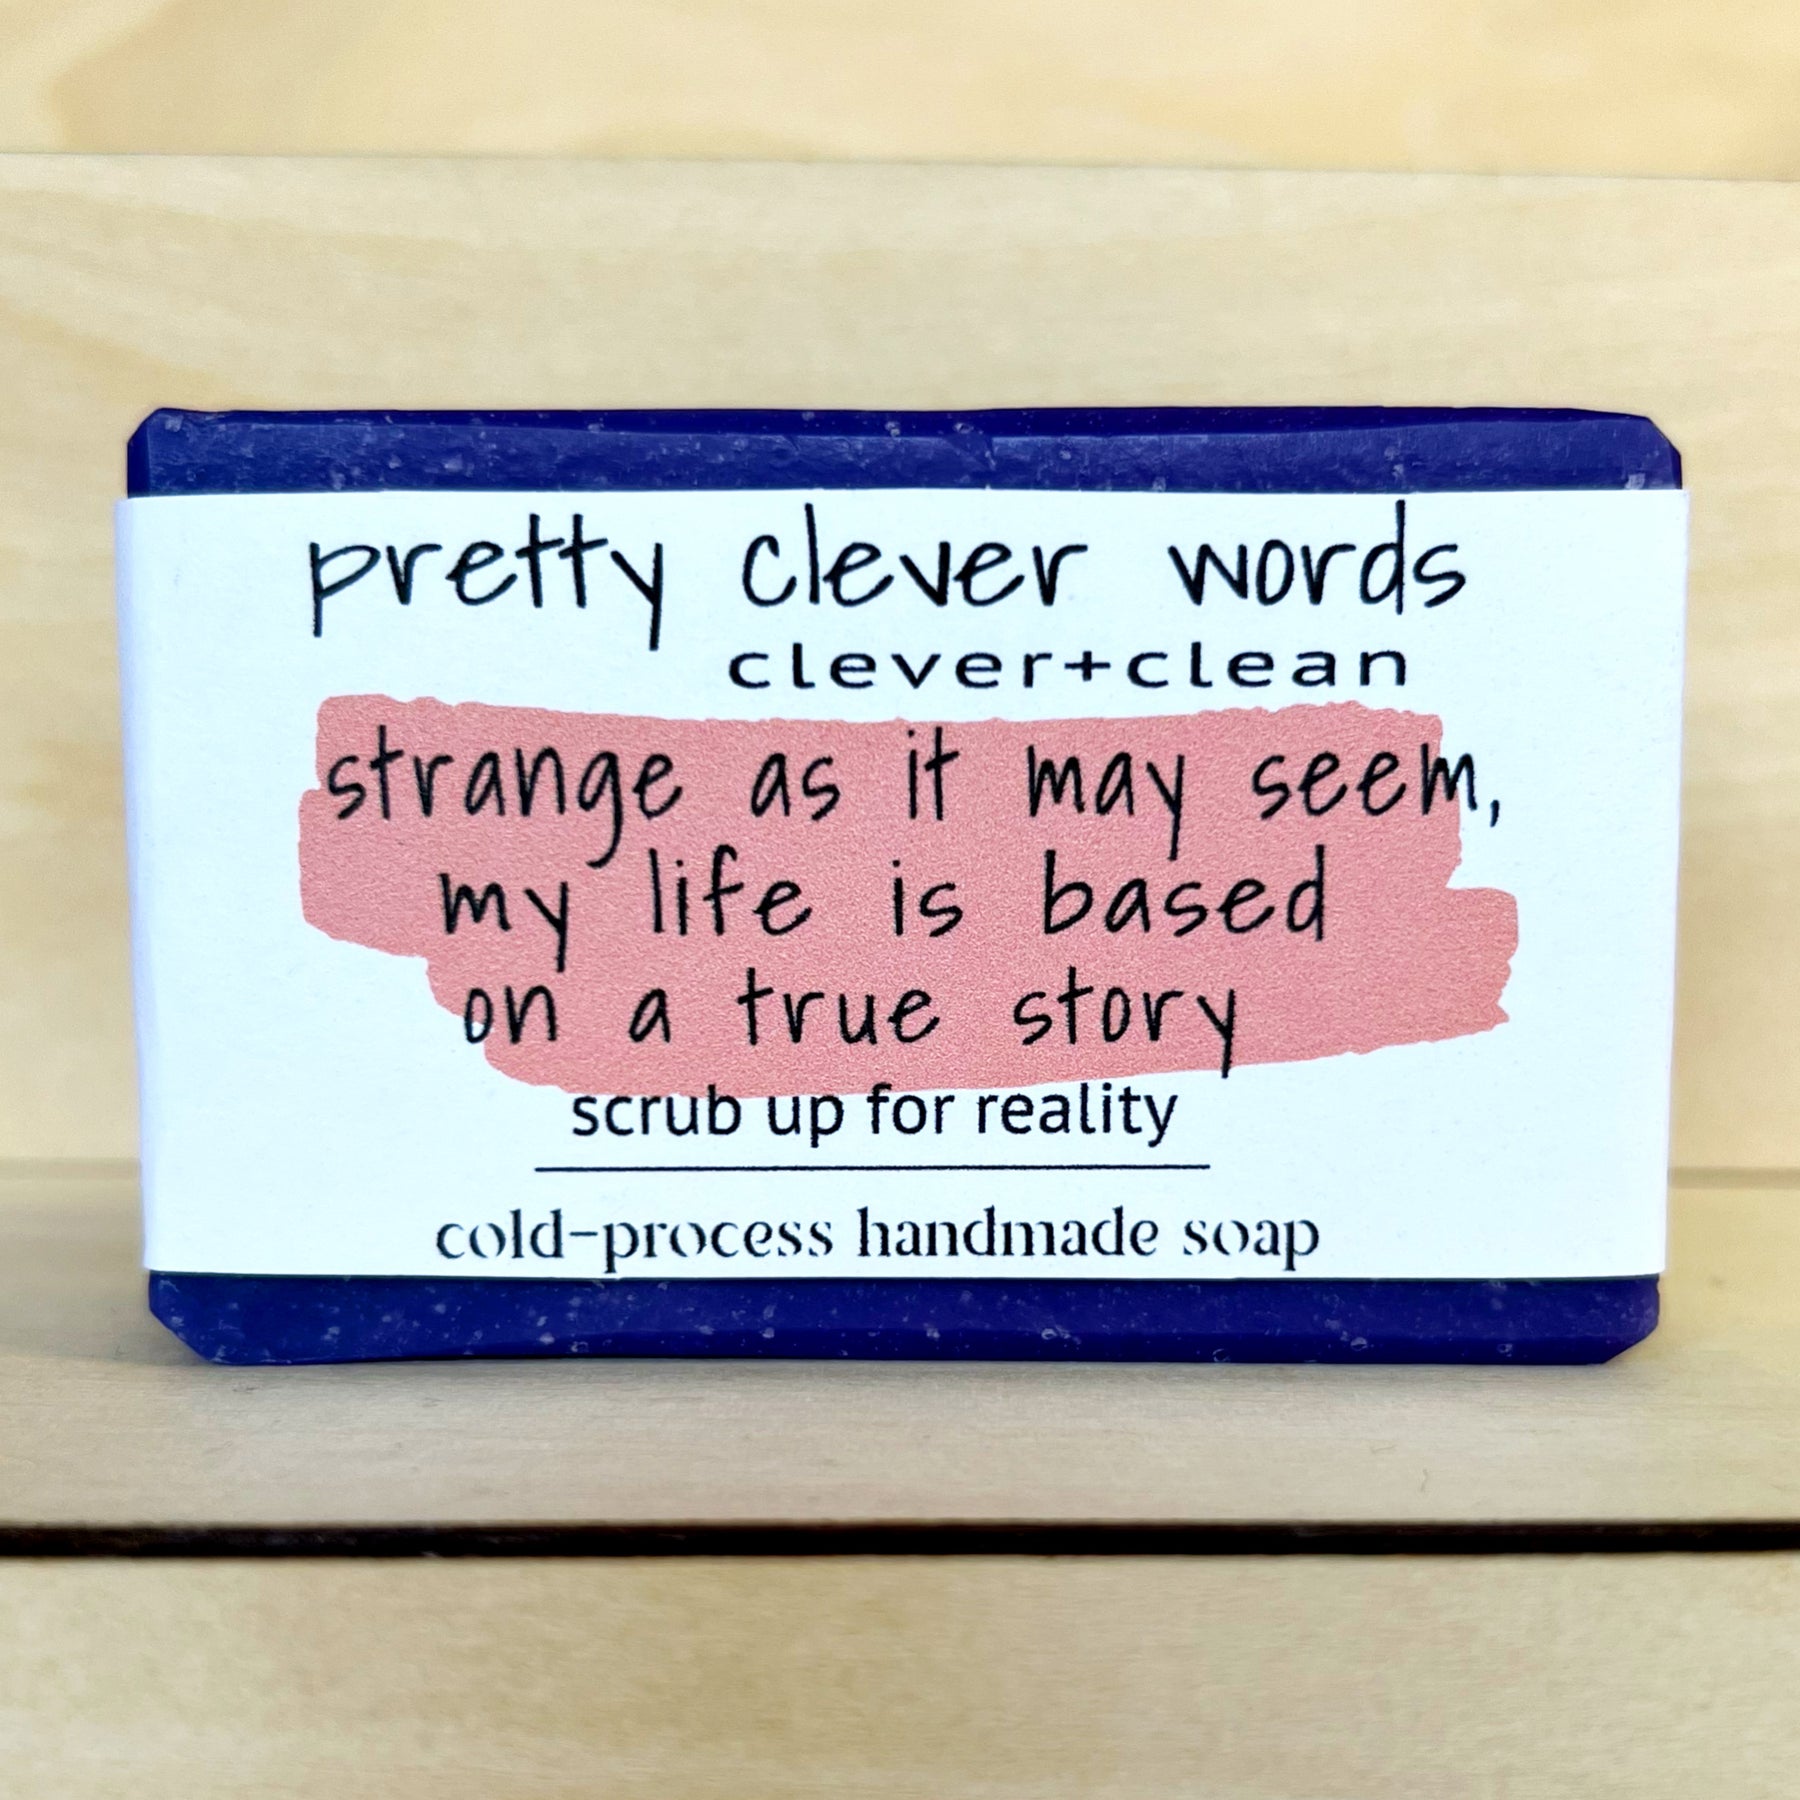 pretty clever words
clever+clean
strange as it may seem,
my life is based
on a true story
scrub up for reality
cold-process handmade soap